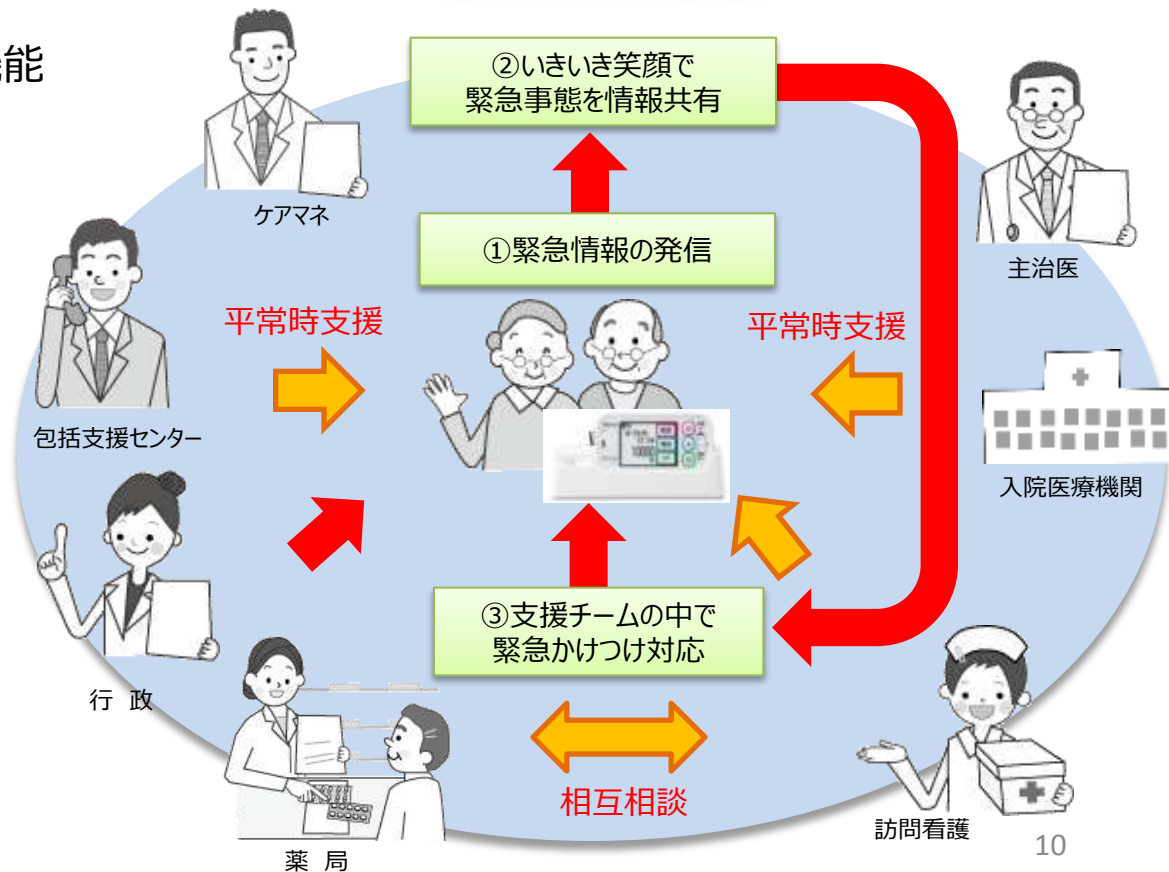 能
②いきいき笑顔で
緊急事態を情報共有
ケアマネ
①緊急情報の発信
主治医
平常時支援
平常時支援
包括支援センター
入院医療機関
③支援チームの中で
緊急かけつけ対応
行 政
相互相談
訪問看護
薬 局
10